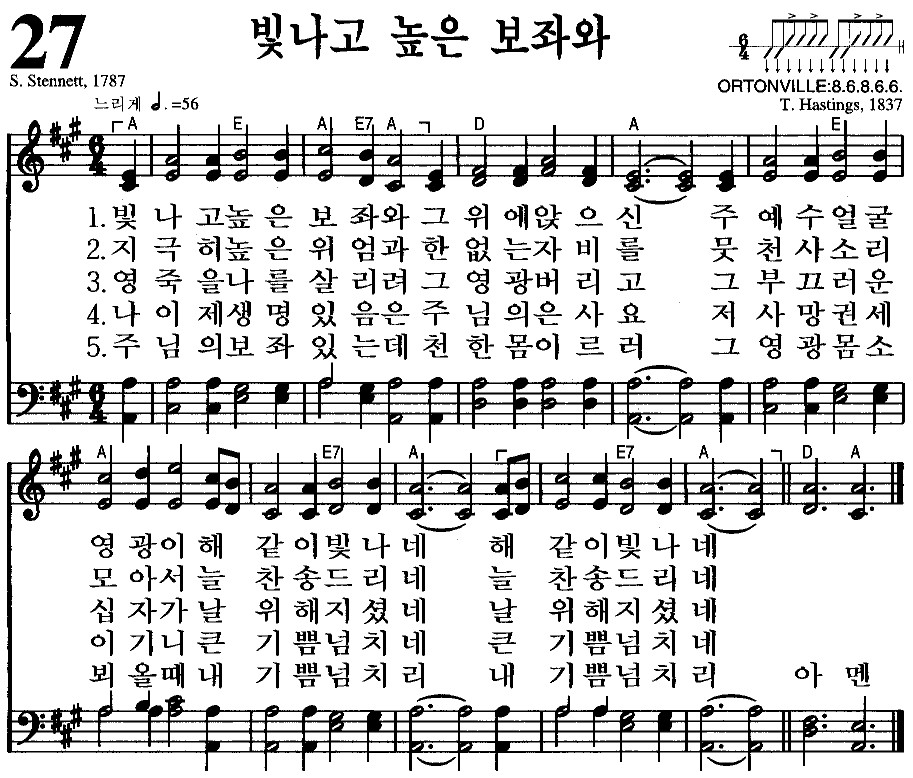 27
빛나고 높은 보좌와
S. Stennett, 1787
느리게 𝅗𝅥.=56
6 4
ORTONVILLE:8.6.8.6.6.
T. Hastings, 1837
A E A E7 A D A E
1. 빛 나 고높 은 보 좌와 그 위 애앉 으 신 주 예 수얼 굴
2. 지 극 히높 은 위 엄과 한 없 는자 비 를 뭇 천 사소 리
3. 영 죽 을나 를 살 리려 그 영 광버 리 고 그 부 끄러 운
4. 나 이 제생 명 있 음은 주 님 의은 사 요 저 사 망권 세
5. 주 님 의보 좌 있 는데 천 한 몸이 르 러 그 영 광몸 소
A E7 A E7 A D A
영 광이 해 같 이빛 나 네 해 같 이빛 나 네
모 아서 늘 찬 송드 리 네 늘 찬 송드 리 네
십 자가 날 위 해지 셨 네 날 위 해지 셨 네
이 기니 큰 기 쁨넘 치 네 큰 기 쁨넘 치 네
뵈 올때 내 기 쁨넘 치 리 내 기 쁨넘 치 리 아 멘